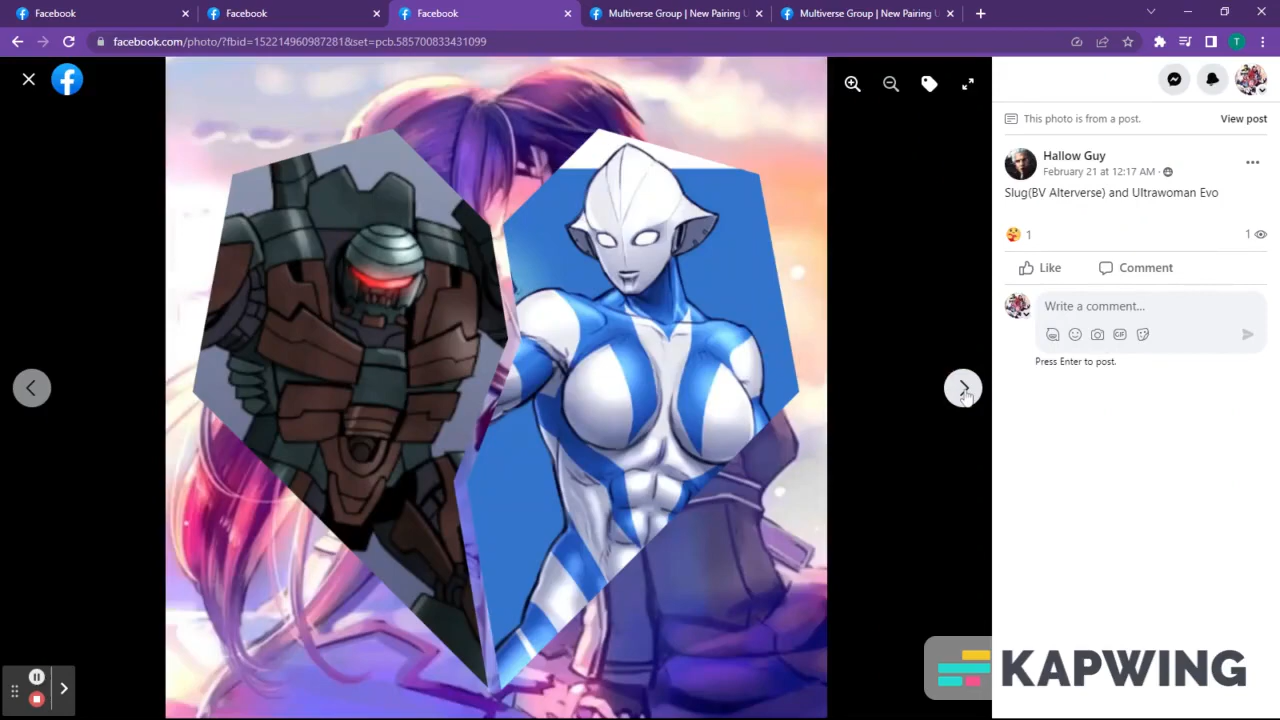 Facebook
Facebook
Facebook
Multiverse Group | New Pairing U
Multiverse Group | New Pairing U
facebook.com/photo/?fbid=152214960987281&set=pcb.585700833431099
T
This photo is from a post.
View post
Hallow Guy
February 21 at 12:17 AM ·
Slug(BV Alterverse) and Ultrawoman Evo
1
1
Like
Comment
Write a comment...
GIF
Press Enter to post.
KAPWING